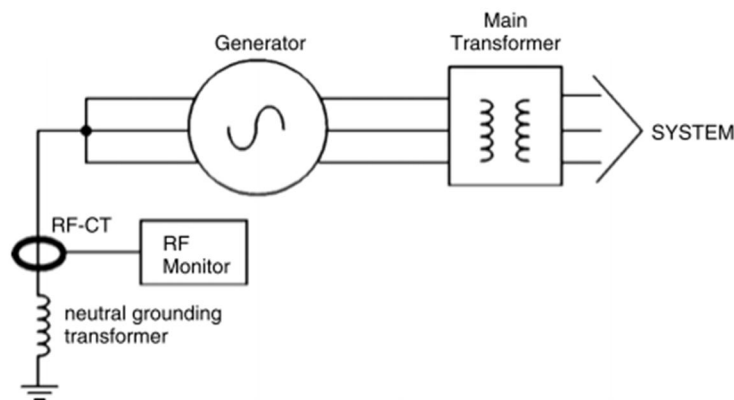 Main
Transformer
Generator
SYSTEM
RF-CT
RF
Monitor
neutral grounding
transformer